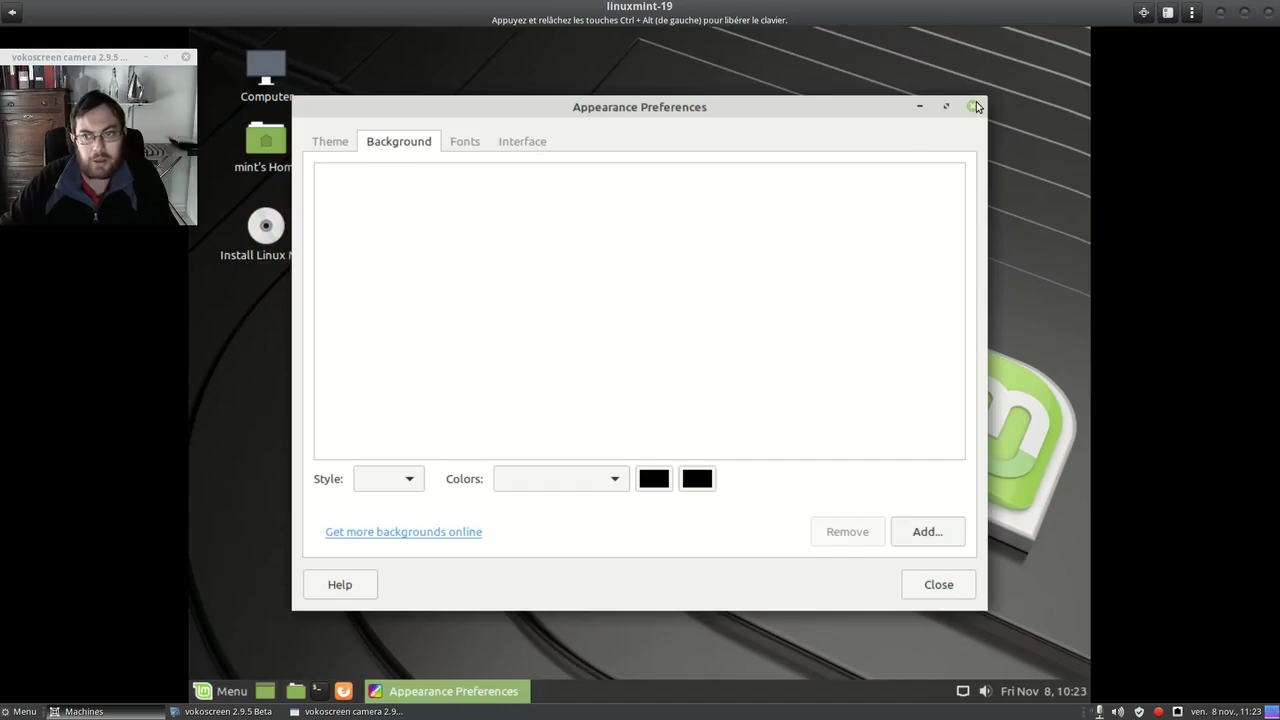 linuxmint-19
Appuyez et relâchez les touches Ctrl + Alt (de gauche) pour libérer le clavier.
vokoscreen camera 2.9.5 ...
Computer
mint's Hom
Install Linux M
Appearance Preferences
Theme Background Fonts Interface
Style: Colors:
Get more backgrounds online
Remove Add...
Help Close
Menu Appearance Preferences Fri Nov 8, 10:23
Menu Machines vokoscreen 2.9.5 Beta vokoscreen camera 2.9... ven. 8 nov., 11:23